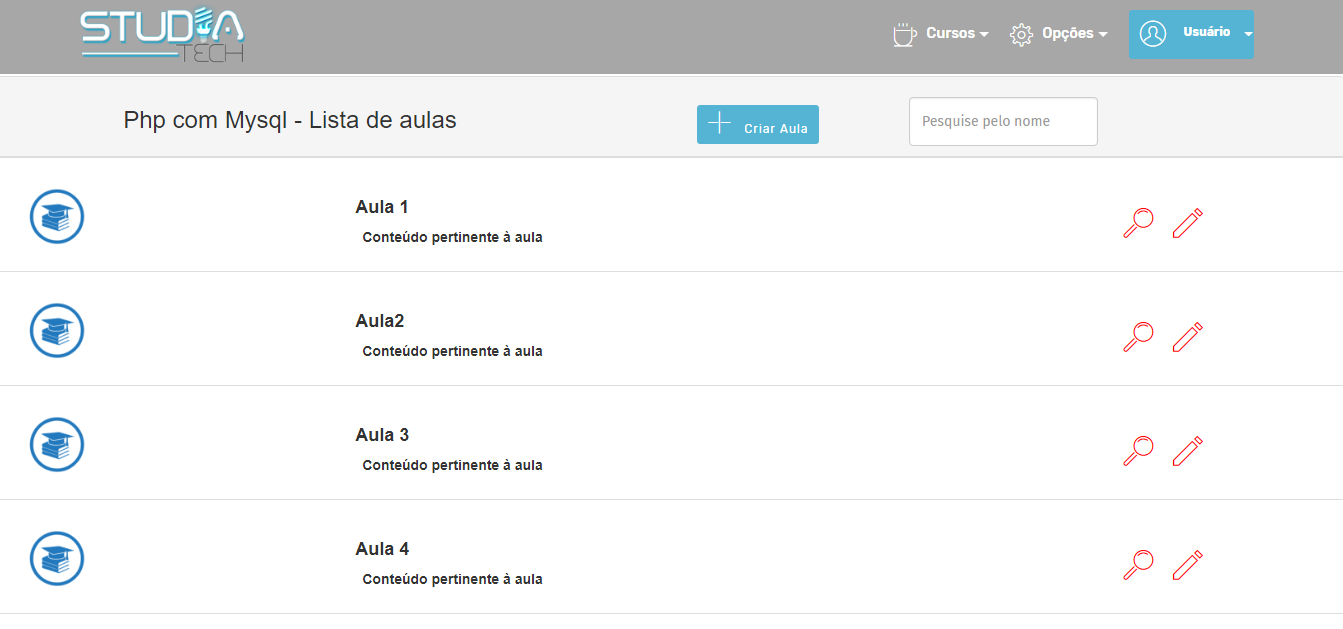 STUDIA
TECH
Cursos
Opções
Usuário
Php com Mysql - Lista de aulas
Criar Aula
Pesquise pelo nome
Aula 1
Conteúdo pertinente à aula
Aula2
Conteúdo pertinente à aula
Aula 3
Conteúdo pertinente à aula
Aula 4
Conteúdo pertinente à aula